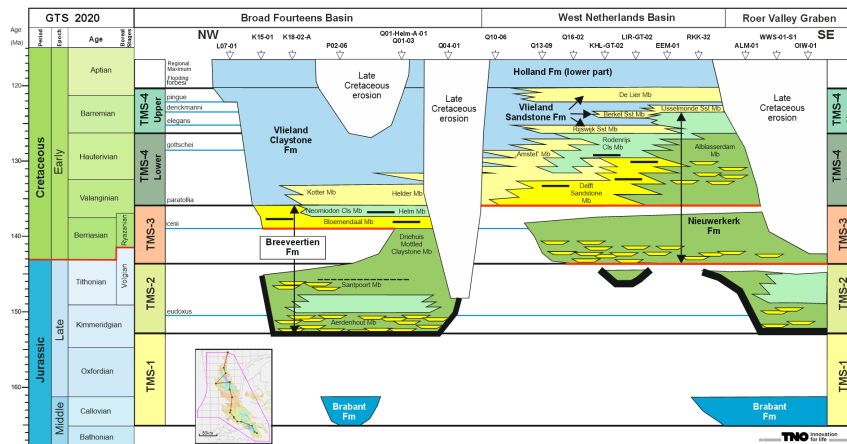 GTS 2020
Broad Fourteens Basin
West Netherlands Basin
Roer Valley Graben
Age
(Ma)
Period
Epoch
Age
Boreal
Stages
NW
L07-01
K15-01
K18-02-A
P02-06
Q01-Helm-A-01
Q01-03
Q04-01
Q10-06
Q13-09
Q16-02
KHL-GT-02
LIR-GT-02
EEM-01
RKK-32
ALM-01
WWS-01-S1
OIW-01
SE
Regional
Maximum
Flooding
forbesi
pingue
denckmanni
elegans
gottschei
paratollia
icenii
eudoxus
120
125
130
135
140
145
150
155
160
165
Cretaceous
Early
Aptian
Barremian
Hauterivian
Valanginian
Berriasian
Ryazanian
Volgian
Jurassic
Late
Middle
Tithonian
Kimmeridgian
Oxfordian
Callovian
Bathonian
TMS-4
Upper
TMS-4
Lower
TMS-3
TMS-2
TMS-1
Late
Cretaceous
erosion
Late
Cretaceous
erosion
Late
Cretaceous
erosion
Vlieland
Claystone
Fm
Kotter Mb
Helder Mb
Neomiodon Cls Mb
Helm Mb
Bloemendaal Mb
Breevertien
Fm
Driehuis
Mottled
Claystone Mb
Santpoort Mb
Aerdenhout Mb
Brabant
Fm
Holland Fm (lower part)
De Lier Mb
Vlieland
Sandstone Fm
Berkel Sst Mb
IJsselmonde Sst Mb
Rijswijk Sst Mb
Rodenrijs
Cls Mb
"Amstel" Mb
Alblasserdam
Mb
Delft
Sandstone
Mb
Nieuwerkerk
Fm
Brabant
Fm
TNO innovation
for life